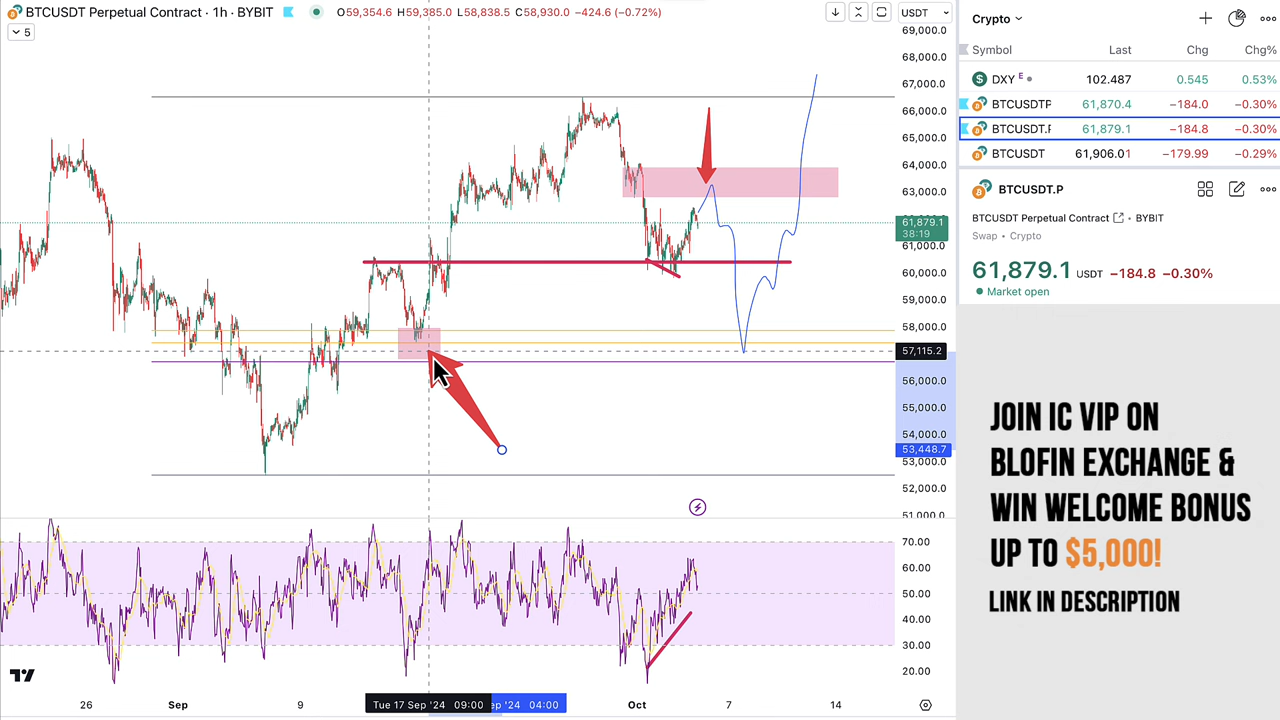 BTCUSDT Perpetual Contract · 1h · BYBIT O59,354.6 H59,385.0 L58,838.5 C58,930.0 −424.6 (−0.72%)
5
USDT
69,000.0
68,000.0
67,000.0
66,000.0
65,000.0
64,000.0
63,000.0
61,879.1
38:19
61,000.0
60,000.0
59,000.0
58,000.0
57,115.2
56,000.0
55,000.0
54,000.0
53,448.7
53,000.0
52,000.0
51,000.0
70.00
60.00
50.00
40.00
30.00
20.00
26
Sep
9
Tue 17 Sep '24 09:00
ep '24 04:00
Oct
7
14
Crypto
Symbol Last Chg Chg%
DXY E 102.487 0.545 0.53%
BTCUSDTP 61,870.4 −184.0 −0.30%
BTCUSDT.F 61,879.1 −184.8 −0.30%
BTCUSDT 61,906.01 −179.99 −0.29%
BTCUSDT.P
BTCUSDT Perpetual Contract • BYBIT
Swap • Crypto
61,879.1 USDT −184.8 −0.30%
Market open
JOIN IC VIP ON
BLOFIN EXCHANGE &
WIN WELCOME BONUS
UP TO $5,000!
LINK IN DESCRIPTION